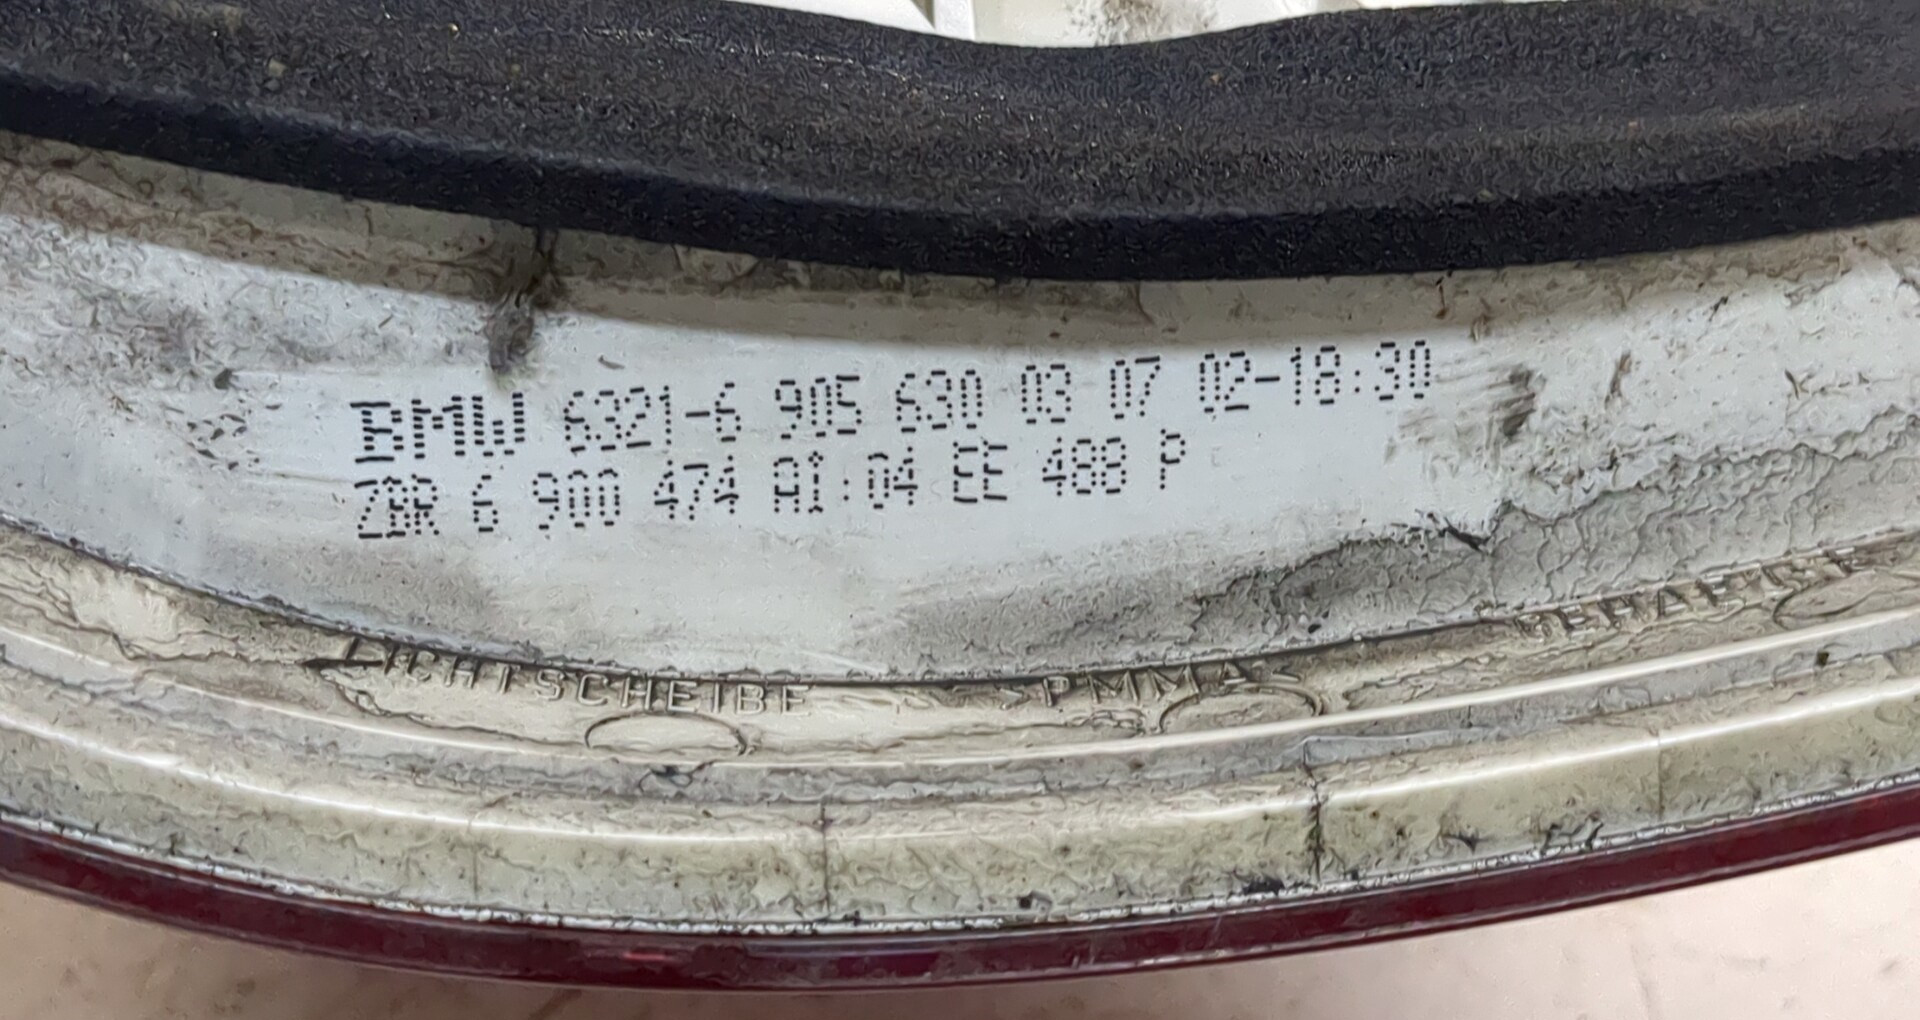 BMW 6321-6 905 630 03 07 02-18:30
ZBR 6 900 474 AI:04 EE 488 P
LICHTSCHEIBE >PMMA<